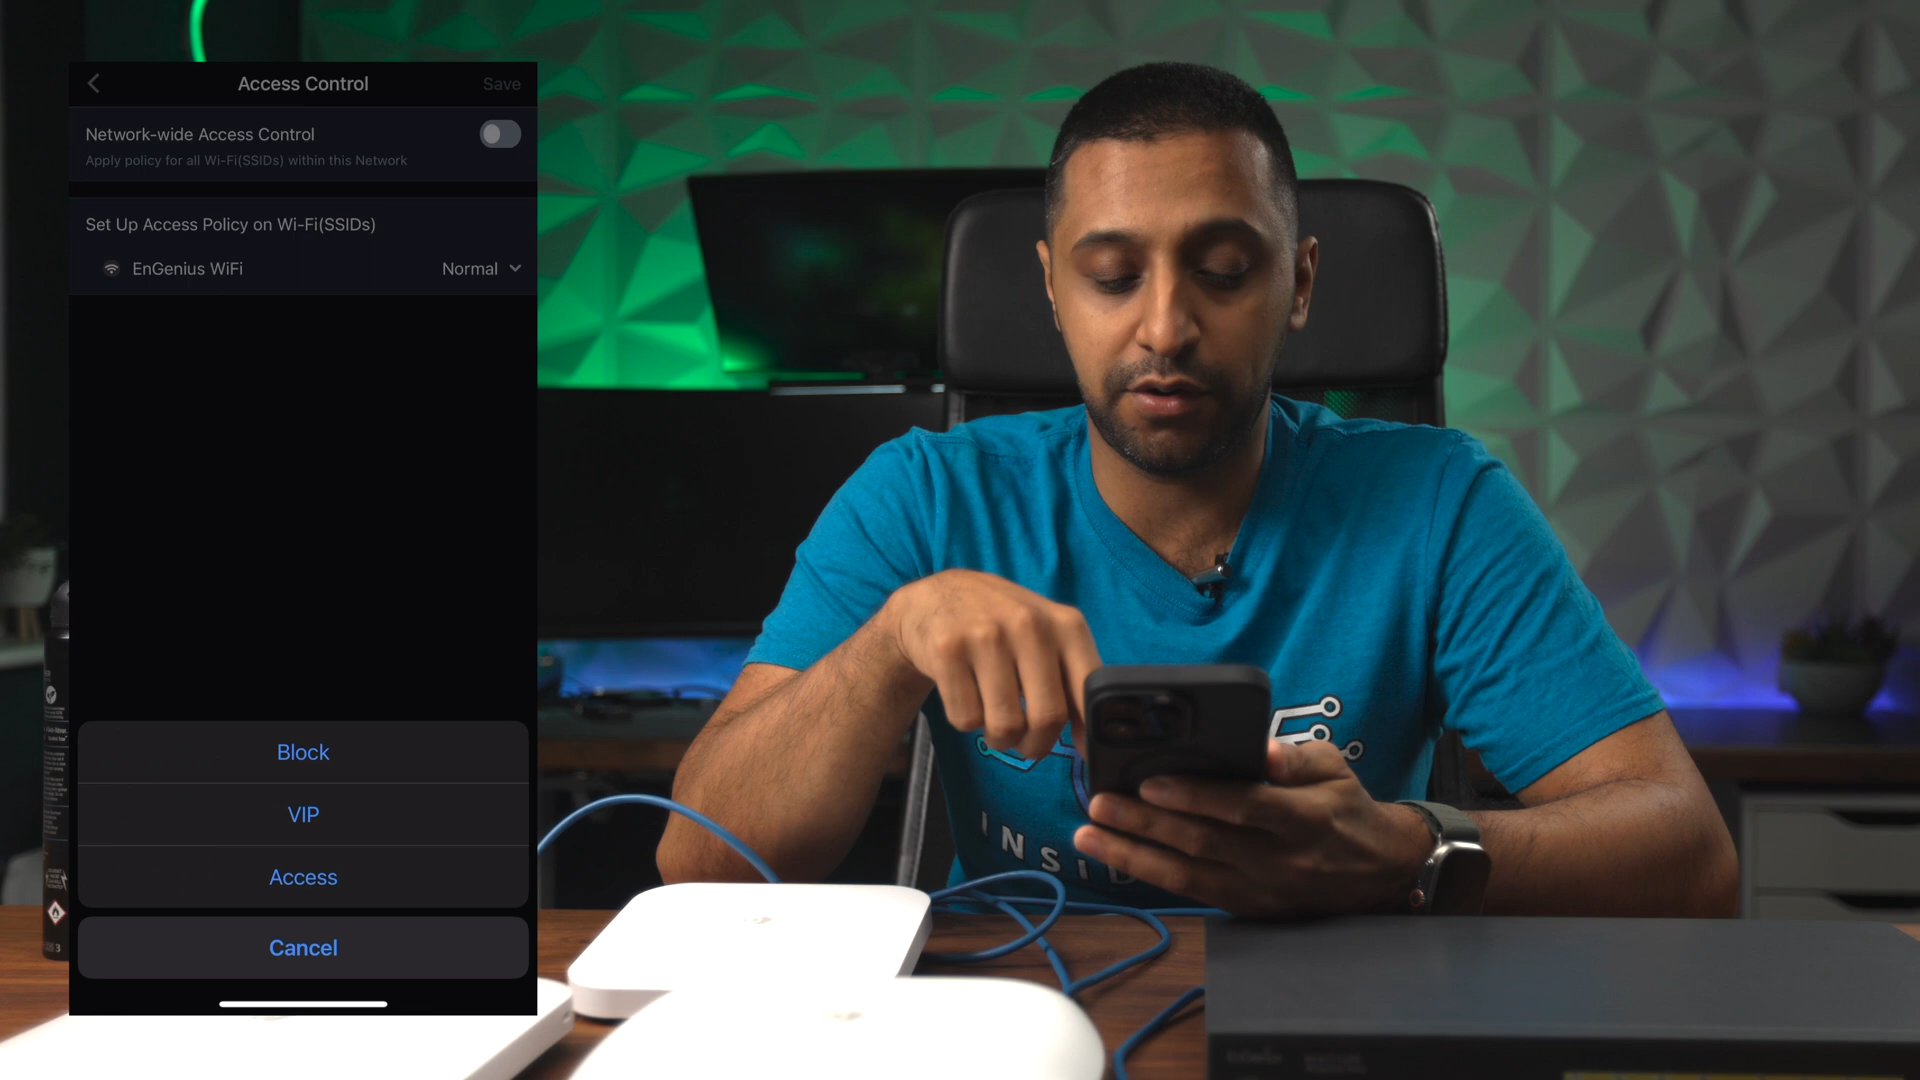 Access Control
Save
Network-wide Access Control
Apply policy for all Wi-Fi(SSIDs) within this Network
Set Up Access Policy on Wi-Fi(SSIDs)
EnGenius WiFi
Normal
Block
VIP
Access
Cancel
INSID